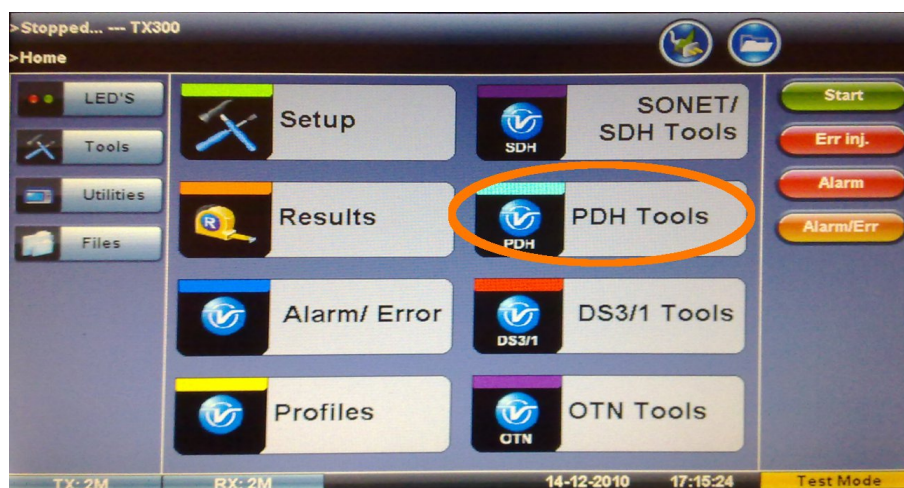 >Stopped... --- TX300
>Home
LED'S
Tools
Utilities
Files
Setup
Results
Alarm/ Error
Profiles
SDH
SONET/
SDH Tools
PDH
PDH Tools
DS3/1
DS3/1 Tools
OTN
OTN Tools
R
Start
Err inj.
Alarm
Alarm/Err
TX: 2M
RX: 2M
14-12-2010 17:15:24
Test Mode